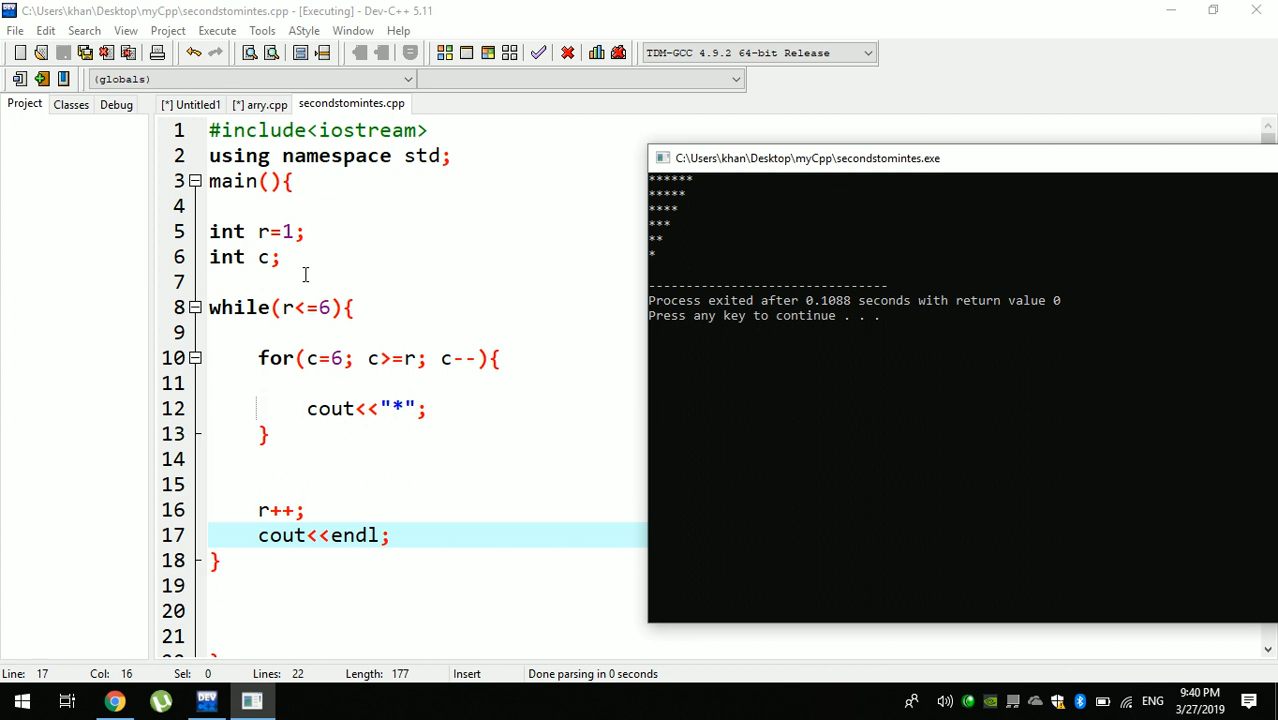 C:\Users\khan\Desktop\myCpp\secondstomintes.cpp - [Executing] - Dev-C++ 5.11
File Edit Search View Project Execute Tools AStyle Window Help
TDM-GCC 4.9.2 64-bit Release
(globals)
Project Classes Debug [*] Untitled1 [*] arry.cpp secondstomintes.cpp
1 #include<iostream>
2 using namespace std;
3 main(){
4
5 int r=1;
6 int c;
7
8 while(r<=6){
9
10 for(c=6; c>=r; c--){
11
12 cout<<"*";
13 }
14
15
16 r++;
17 cout<<endl;
18 }
19
20
21
C:\Users\khan\Desktop\myCpp\secondstomintes.exe
******
*****
****
***
**
*
--------------------------------
Process exited after 0.1088 seconds with return value 0
Press any key to continue . . .
Line: 17 Col: 16 Sel: 0 Lines: 22 Length: 177 Insert Done parsing in 0 seconds
DEV
ENG
9:40 PM
3/27/2019